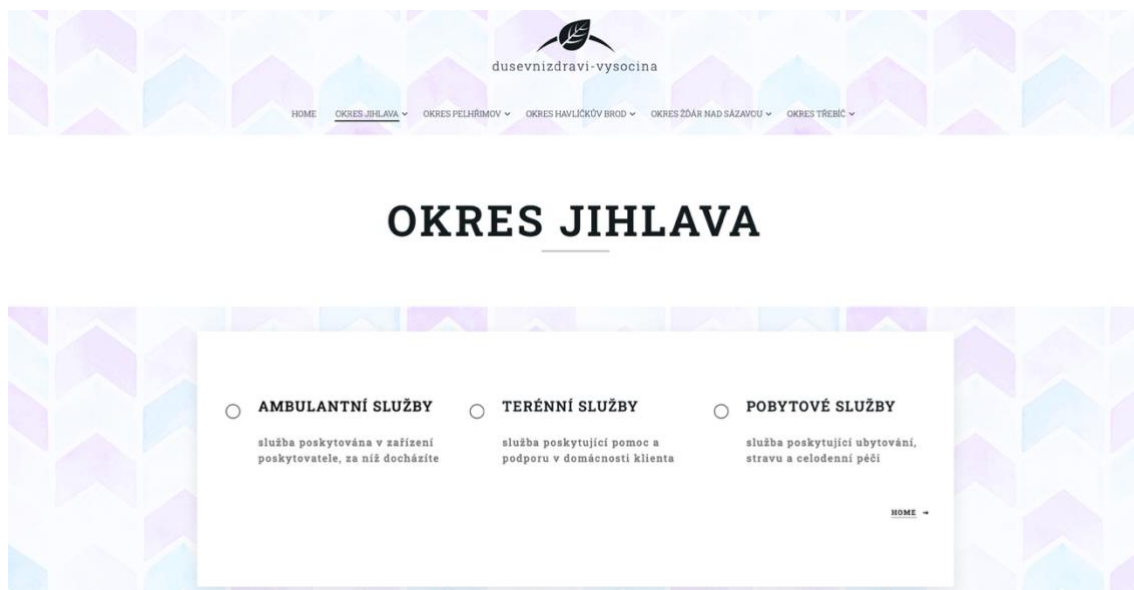 dusevnizdravi-vysocina
HOME OKRES JIHLAVA OKRES PELHŘIMOV OKRES HAVLÍČKŮV BROD OKRES ŽĎÁR NAD SÁZAVOU OKRES TŘEBÍČ
OKRES JIHLAVA
AMBULANTNÍ SLUŽBY
služba poskytována v zařízení
poskytovatele, za níž docházíte
TERÉNNÍ SLUŽBY
služba poskytující pomoc a
podporu v domácnosti klienta
POBYTOVÉ SLUŽBY
služba poskytující ubytování,
stravu a celodenní péči
HOME →